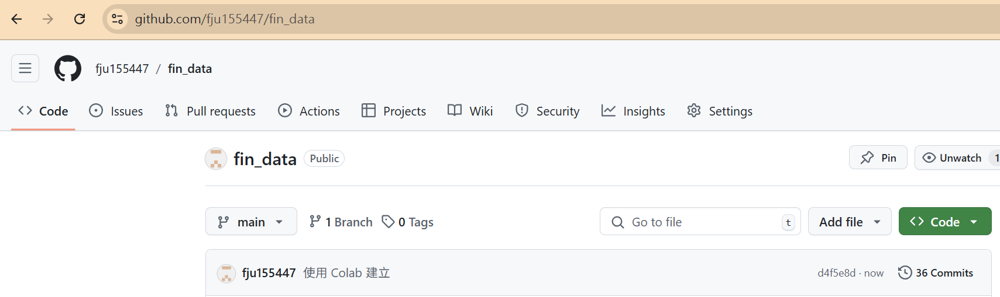 github.com/fju155447/fin_data
fju155447 / fin_data
Code Issues Pull requests Actions Projects Wiki Security Insights Settings
fin_data Public Pin Unwatch 1
main 1 Branch 0 Tags Go to file t Add file Code
fju155447 使用 Colab 建立 d4f5e8d · now 36 Commits